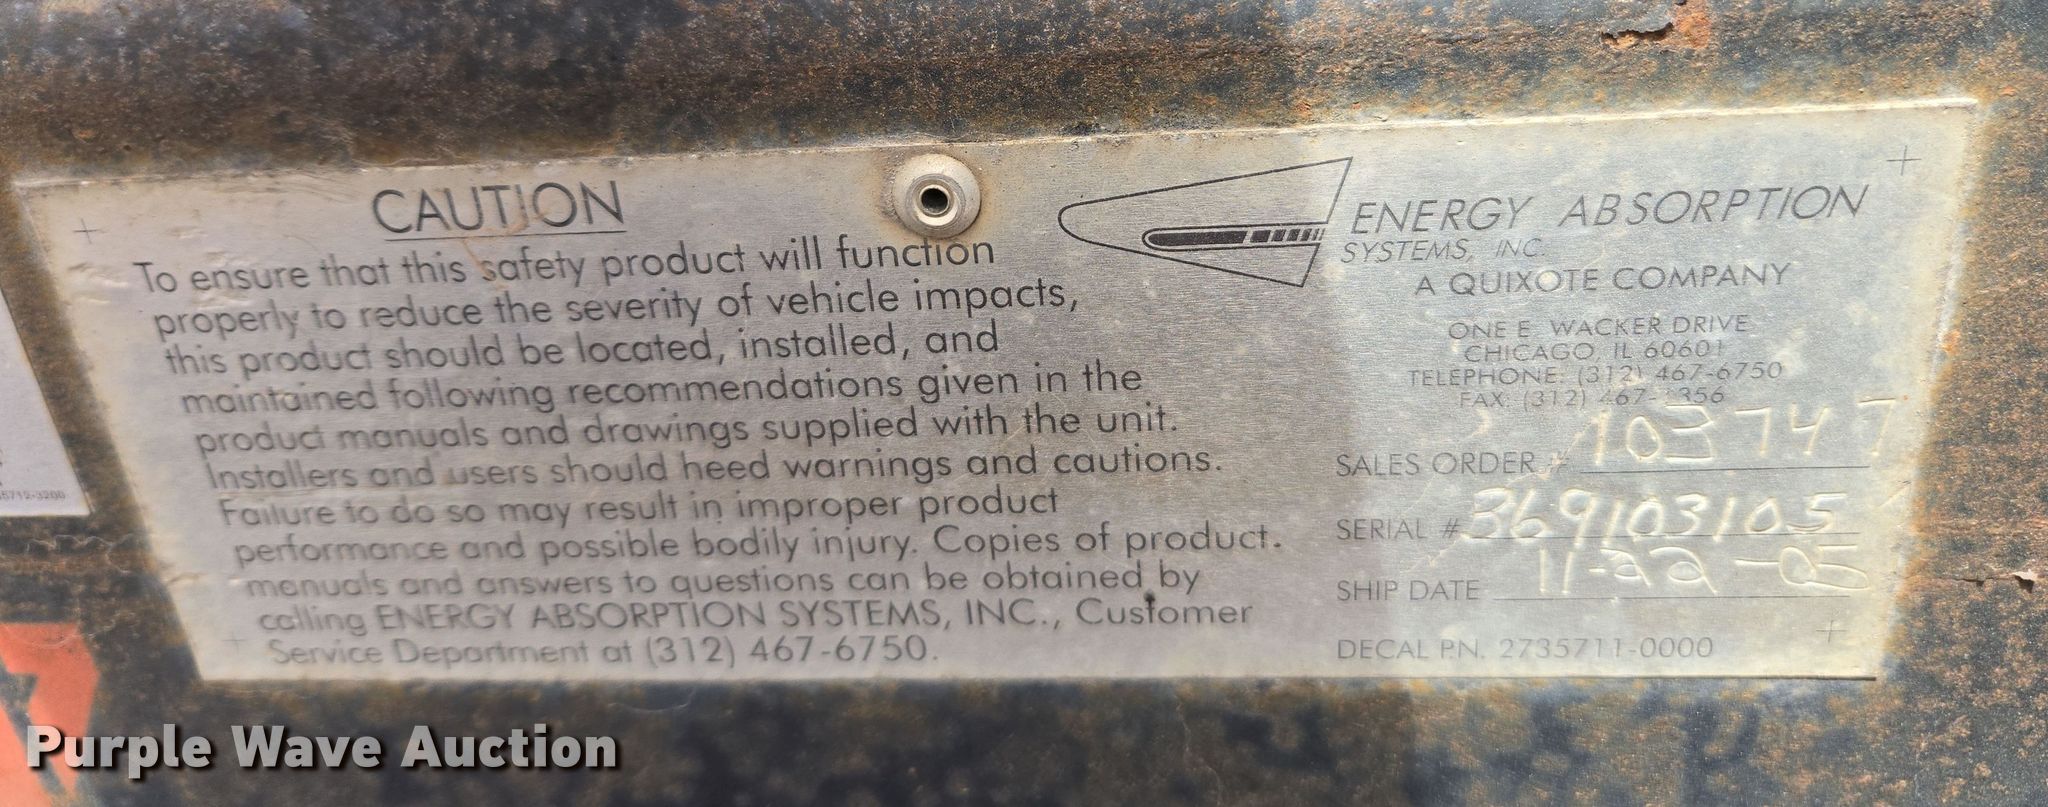 CAUTION
To ensure that this safety product will function
properly to reduce the severity of vehicle impacts,
this product should be located, installed, and
maintained following recommendations given in the
product manuals and drawings supplied with the unit.
Installers and users should heed warnings and cautions.
Failure to do so may result in improper product
performance and possible bodily injury. Copies of product.
manuals and answers to questions can be obtained by
calling ENERGY ABSORPTION SYSTEMS, INC., Customer
Service Department at (312) 467-6750.
ENERGY ABSORPTION
SYSTEMS, INC.
A QUIXOTE COMPANY
ONE E. WACKER DRIVE
CHICAGO, IL 60601
TELEPHONE: (312) 467-6750
FAX: (312) 467-1356
SALES ORDER # 103747
SERIAL # 369103105
SHIP DATE 11-22-05
DECAL P.N. 2735711-0000
Purple Wave Auction